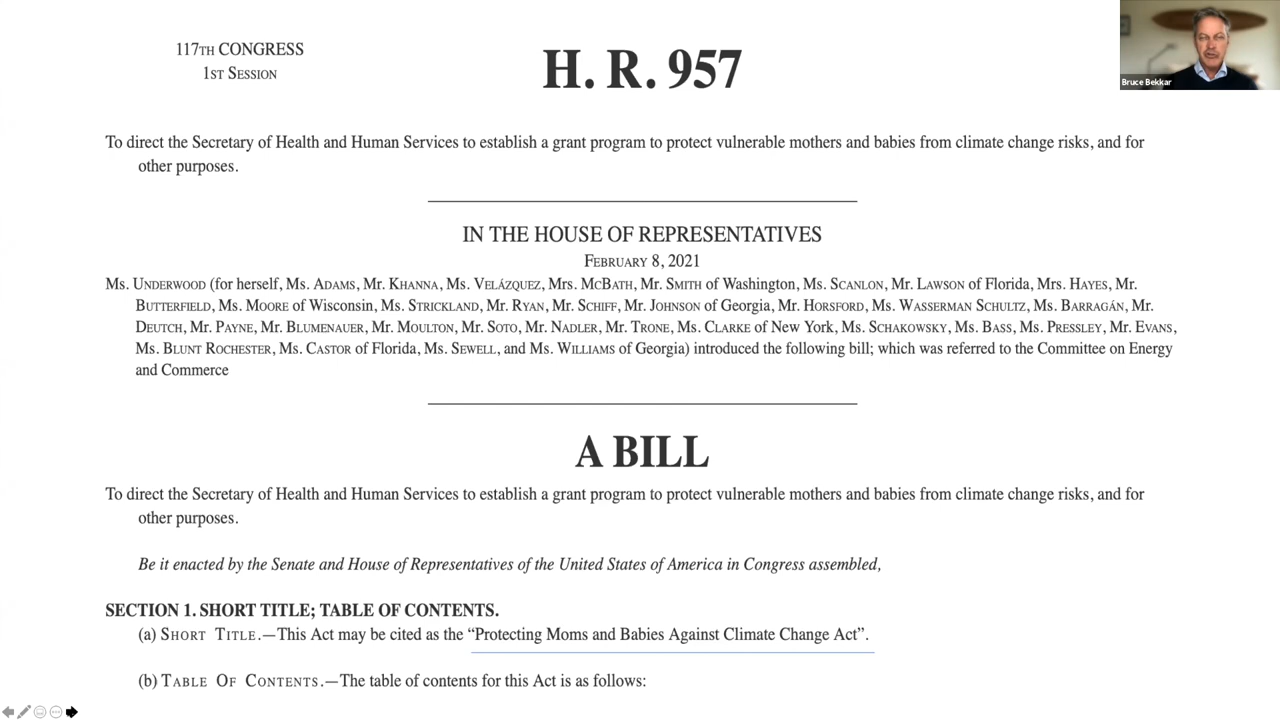 117TH CONGRESS
1ST SESSION
H. R. 957
Bruce Bekkar
To direct the Secretary of Health and Human Services to establish a grant program to protect vulnerable mothers and babies from climate change risks, and for
other purposes.
IN THE HOUSE OF REPRESENTATIVES
FEBRUARY 8, 2021
Ms. UNDERWOOD (for herself, Ms. ADAMS, Mr. KHANNA, Ms. VELÁZQUEZ, Mrs. MCBATH, Mr. SMITH of Washington, Ms. SCANLON, Mr. LAWSON of Florida, Mrs. HAYES, Mr.
BUTTERFIELD, Ms. MOORE of Wisconsin, Ms. STRICKLAND, Mr. RYAN, Mr. SCHIFF, Mr. JOHNSON of Georgia, Mr. HORSFORD, Ms. WASSERMAN SCHULTZ, Ms. BARRAGÁN, Mr.
DEUTCH, Mr. PAYNE, Mr. BLUMENAUER, Mr. MOULTON, Mr. SOTO, Mr. NADLER, Mr. TRONE, Ms. CLARKE of New York, Ms. SCHAKOWSKY, Ms. BASS, Ms. PRESSLEY, Mr. EVANS,
Ms. BLUNT ROCHESTER, Ms. CASTOR of Florida, Ms. SEWELL, and Ms. WILLIAMS of Georgia) introduced the following bill; which was referred to the Committee on Energy
and Commerce
A BILL
To direct the Secretary of Health and Human Services to establish a grant program to protect vulnerable mothers and babies from climate change risks, and for
other purposes.
Be it enacted by the Senate and House of Representatives of the United States of America in Congress assembled,
SECTION 1. SHORT TITLE; TABLE OF CONTENTS.
(a) SHORT TITLE.—This Act may be cited as the “Protecting Moms and Babies Against Climate Change Act”.
(b) TABLE OF CONTENTS.—The table of contents for this Act is as follows: